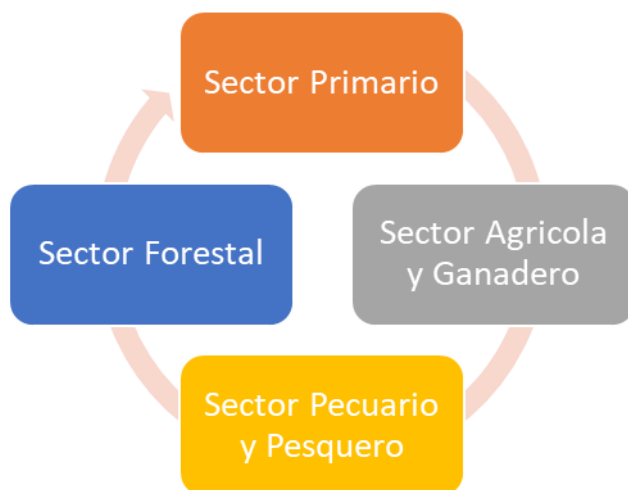 Sector Primario
Sector Forestal
Sector Agricola
y Ganadero
Sector Pecuario
y Pesquero